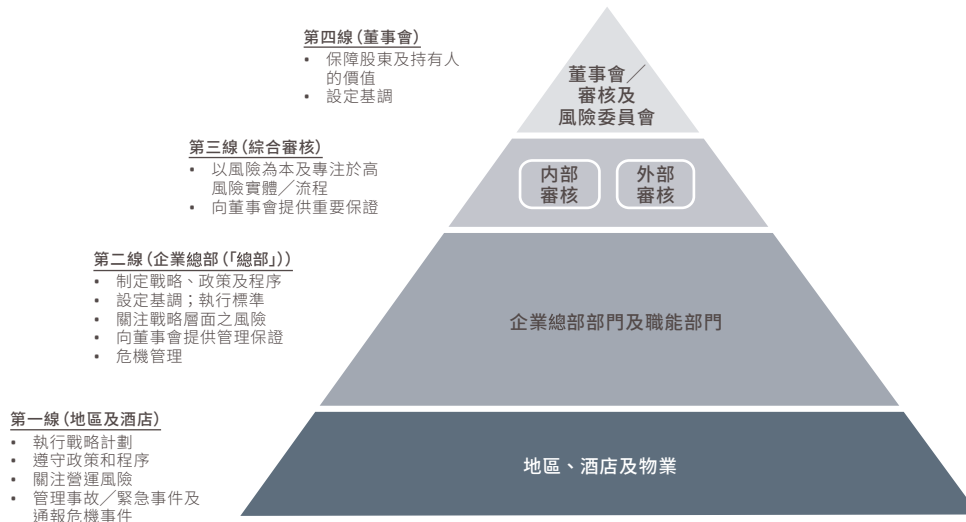 第四線(董事會)
• 保障股東及持有人
的價值
• 設定基調
董事會／
審核及
風險委員會
第三線(綜合審核)
• 以風險為本及專注於高
風險實體／流程
• 向董事會提供重要保證
內部
審核
外部
審核
第二線(企業總部(「總部」))
• 制定戰略、政策及程序
• 設定基調；執行標準
• 關注戰略層面之風險
• 向董事會提供管理保證
• 危機管理
企業總部部門及職能部門
第一線(地區及酒店)
• 執行戰略計劃
• 遵守政策和程序
• 關注營運風險
• 管理事故／緊急事件及
通報危機事件
地區、酒店及物業